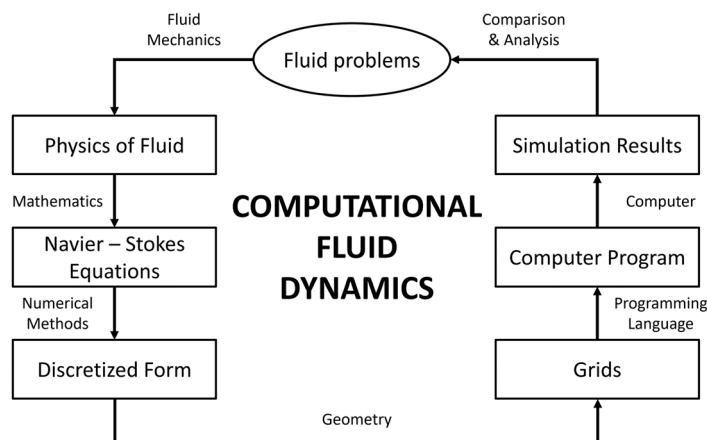 Fluid
Mechanics
Fluid problems
Comparison
& Analysis
Physics of Fluid
Simulation Results
Mathematics
Computer
COMPUTATIONAL
FLUID
DYNAMICS
Navier – Stokes
Equations
Computer Program
Numerical
Methods
Programming
Language
Discretized Form
Grids
Geometry